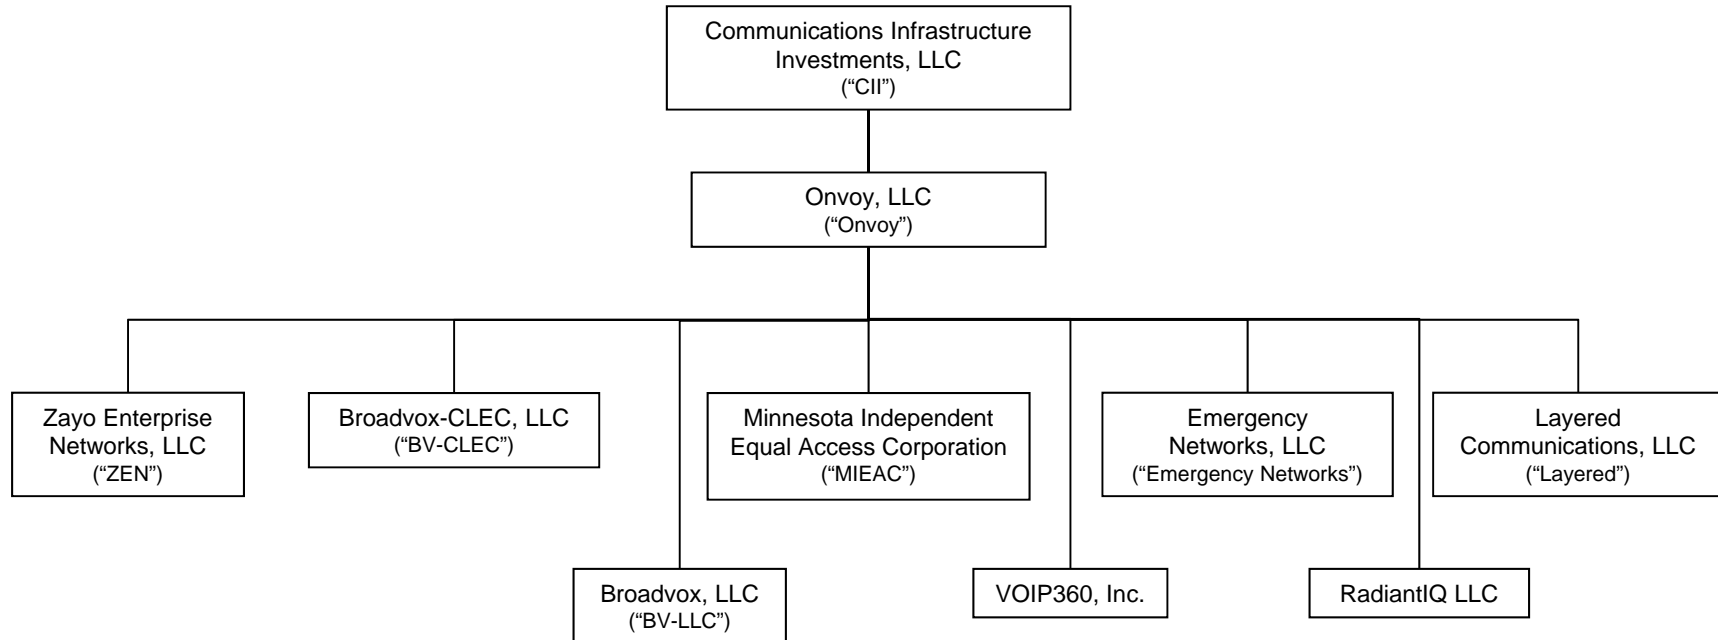 Communications Infrastructure
Investments, LLC
(“CII”)
Onvoy, LLC
(“Onvoy”)
Zayo Enterprise
Networks, LLC
(“ZEN”)
Broadvox-CLEC, LLC
(“BV-CLEC”)
Minnesota Independent
Equal Access Corporation
(“MIEAC”)
Emergency
Networks, LLC
(“Emergency Networks”)
Layered
Communications, LLC
(“Layered”)
Broadvox, LLC
(“BV-LLC”)
VOIP360, Inc.
RadiantIQ LLC